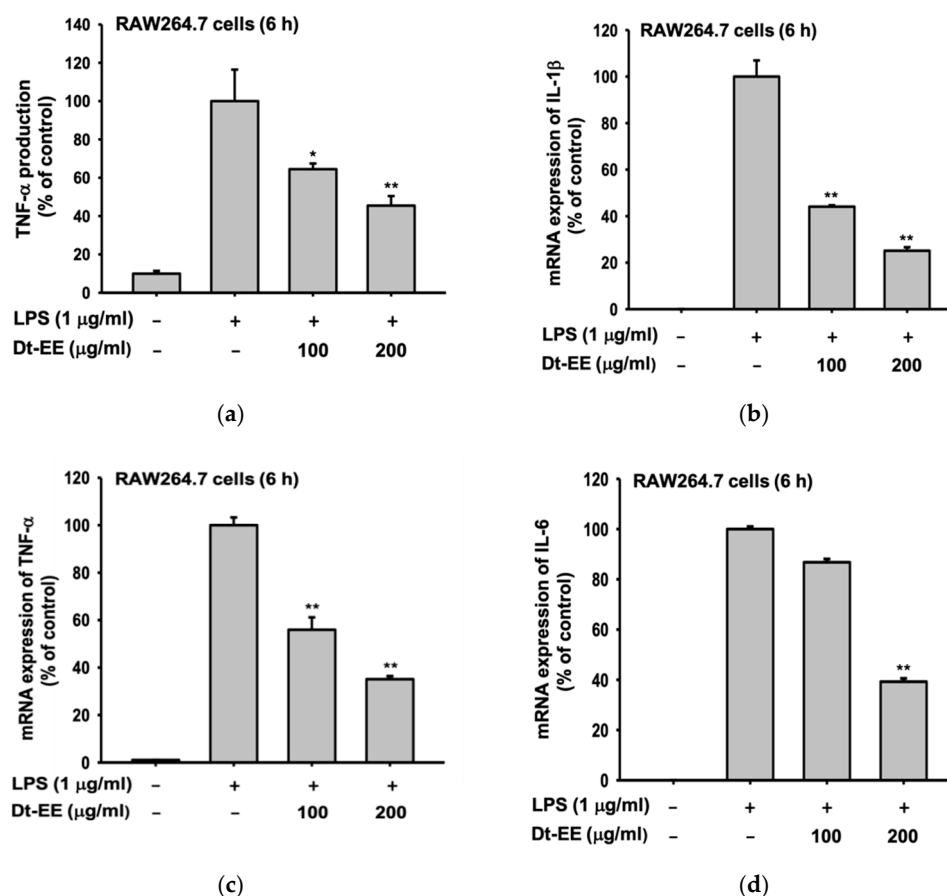 RAW264.7 cells (6 h)
TNF-α production
(% of control)
140
120
100
80
60
40
20
10
0
*
**
LPS (1 μg/ml) – + + +
Dt-EE (μg/ml) – – 100 200
(a)
RAW264.7 cells (6 h)
mRNA expression of IL-1β
(% of control)
120
100
80
60
40
20
0
**
**
LPS (1 μg/ml) – + + +
Dt-EE (μg/ml) – – 100 200
(b)
RAW264.7 cells (6 h)
mRNA expression of TNF-α
(% of control)
120
100
80
60
40
20
0
**
**
LPS (1 μg/ml) – + + +
Dt-EE (μg/ml) – – 100 200
(c)
RAW264.7 cells (6 h)
mRNA expression of IL-6
(% of control)
120
100
80
60
40
20
0
**
LPS (1 μg/ml) – + + +
Dt-EE (μg/ml) – – 100 200
(d)